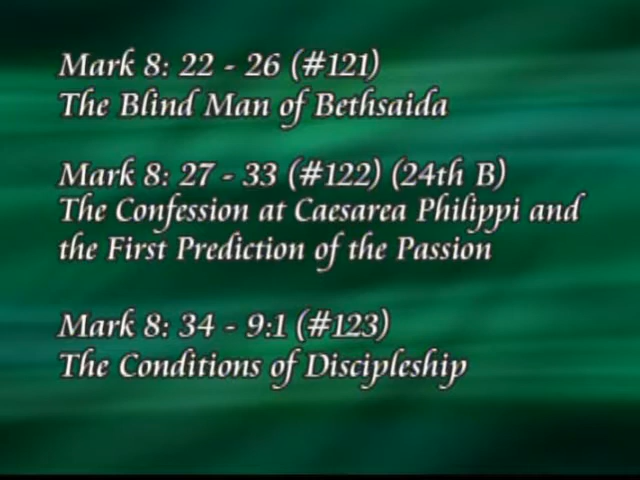 Mark 8: 22 - 26 (#121)
The Blind Man of Bethsaida
Mark 8: 27 - 33 (#122) (24th B)
The Confession at Caesarea Philippi and
the First Prediction of the Passion
Mark 8: 34 - 9:1 (#123)
The Conditions of Discipleship